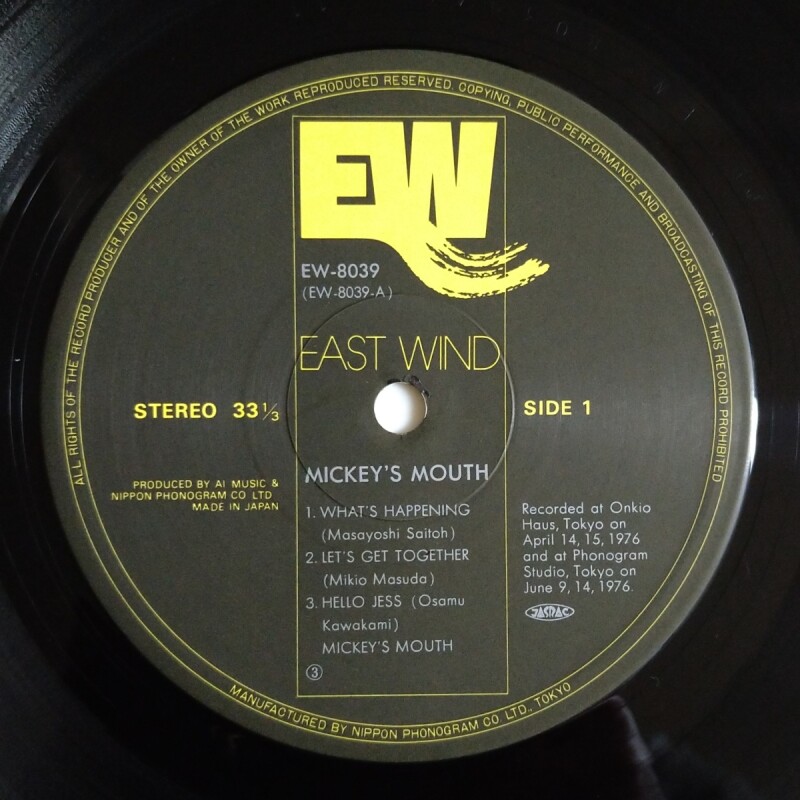 ALL RIGHTS OF THE RECORD PRODUCER AND OF THE OWNER OF THE WORK REPRODUCED RESERVED. COPYING, PUBLIC PERFORMANCE AND BROADCASTING OF THIS RECORD PROHIBITED
EW
EW-8039
(EW-8039-A)
EAST WIND
STEREO 33 1/3
SIDE 1
MICKEY'S MOUTH
PRODUCED BY AI MUSIC &
NIPPON PHONOGRAM CO LTD
MADE IN JAPAN
1. WHAT'S HAPPENING
(Masayoshi Saitoh)
2. LET'S GET TOGETHER
(Mikio Masuda)
3. HELLO JESS (Osamu
Kawakami)
MICKEY'S MOUTH
③
Recorded at Onkio
Haus, Tokyo on
April 14, 15, 1976
and at Phonogram
Studio, Tokyo on
June 9, 14, 1976.
JASRAC
MANUFACTURED BY NIPPON PHONOGRAM CO LTD., TOKYO